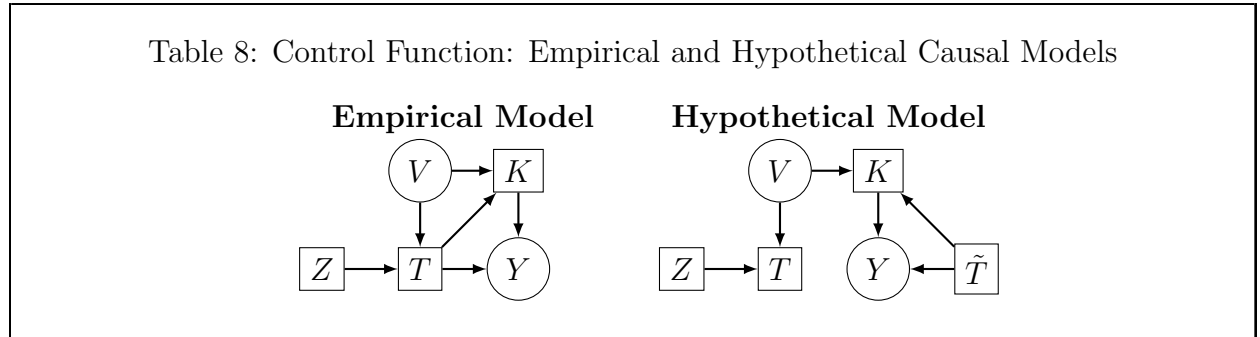 Table 8: Control Function: Empirical and Hypothetical Causal Models
Empirical Model Hypothetical Model
V K V K
Z T Y Z T Y T̃